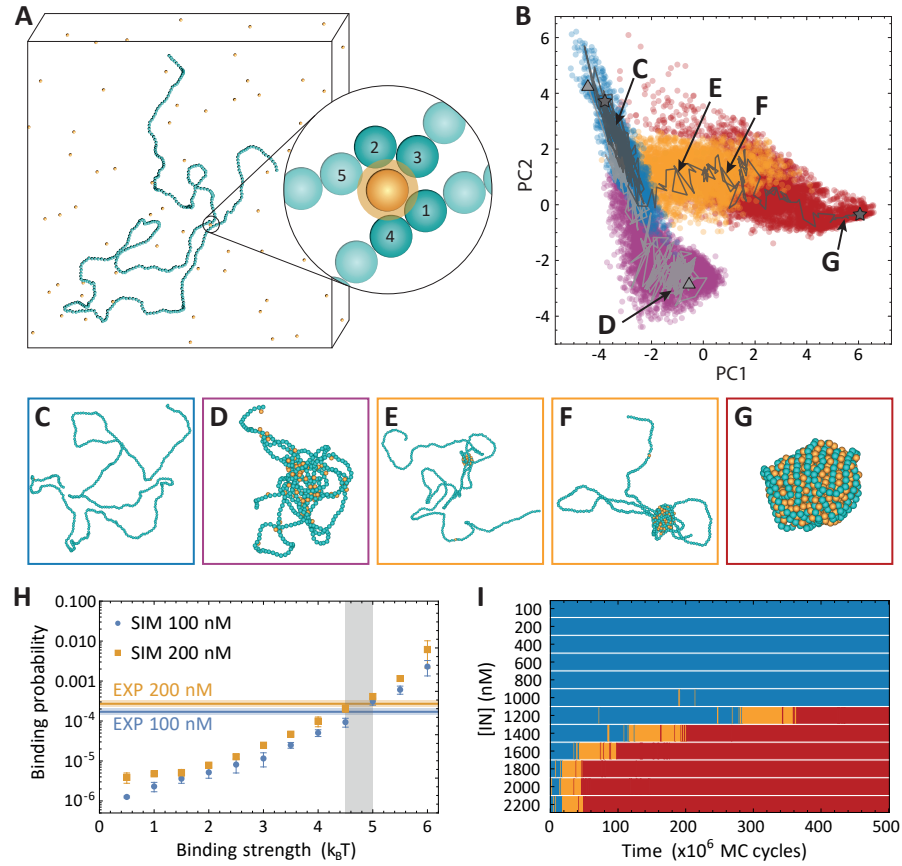 A
2
3
5
1
4
B
6
4
2
0
-2
-4
PC2
C
E
F
G
D
-4
-2
0
2
4
6
PC1
C
D
E
F
G
H
0.100
0.010
0.001
10-4
10-5
10-6
Binding probability
SIM 100 nM
SIM 200 nM
EXP 200 nM
EXP 100 nM
0
1
2
3
4
5
6
Binding strength (kBT)
I
100
200
400
600
800
1000
1200
1400
1600
1800
2000
2200
[IN] (nM)
0
100
200
300
400
500
Time (x10⁶ MC cycles)